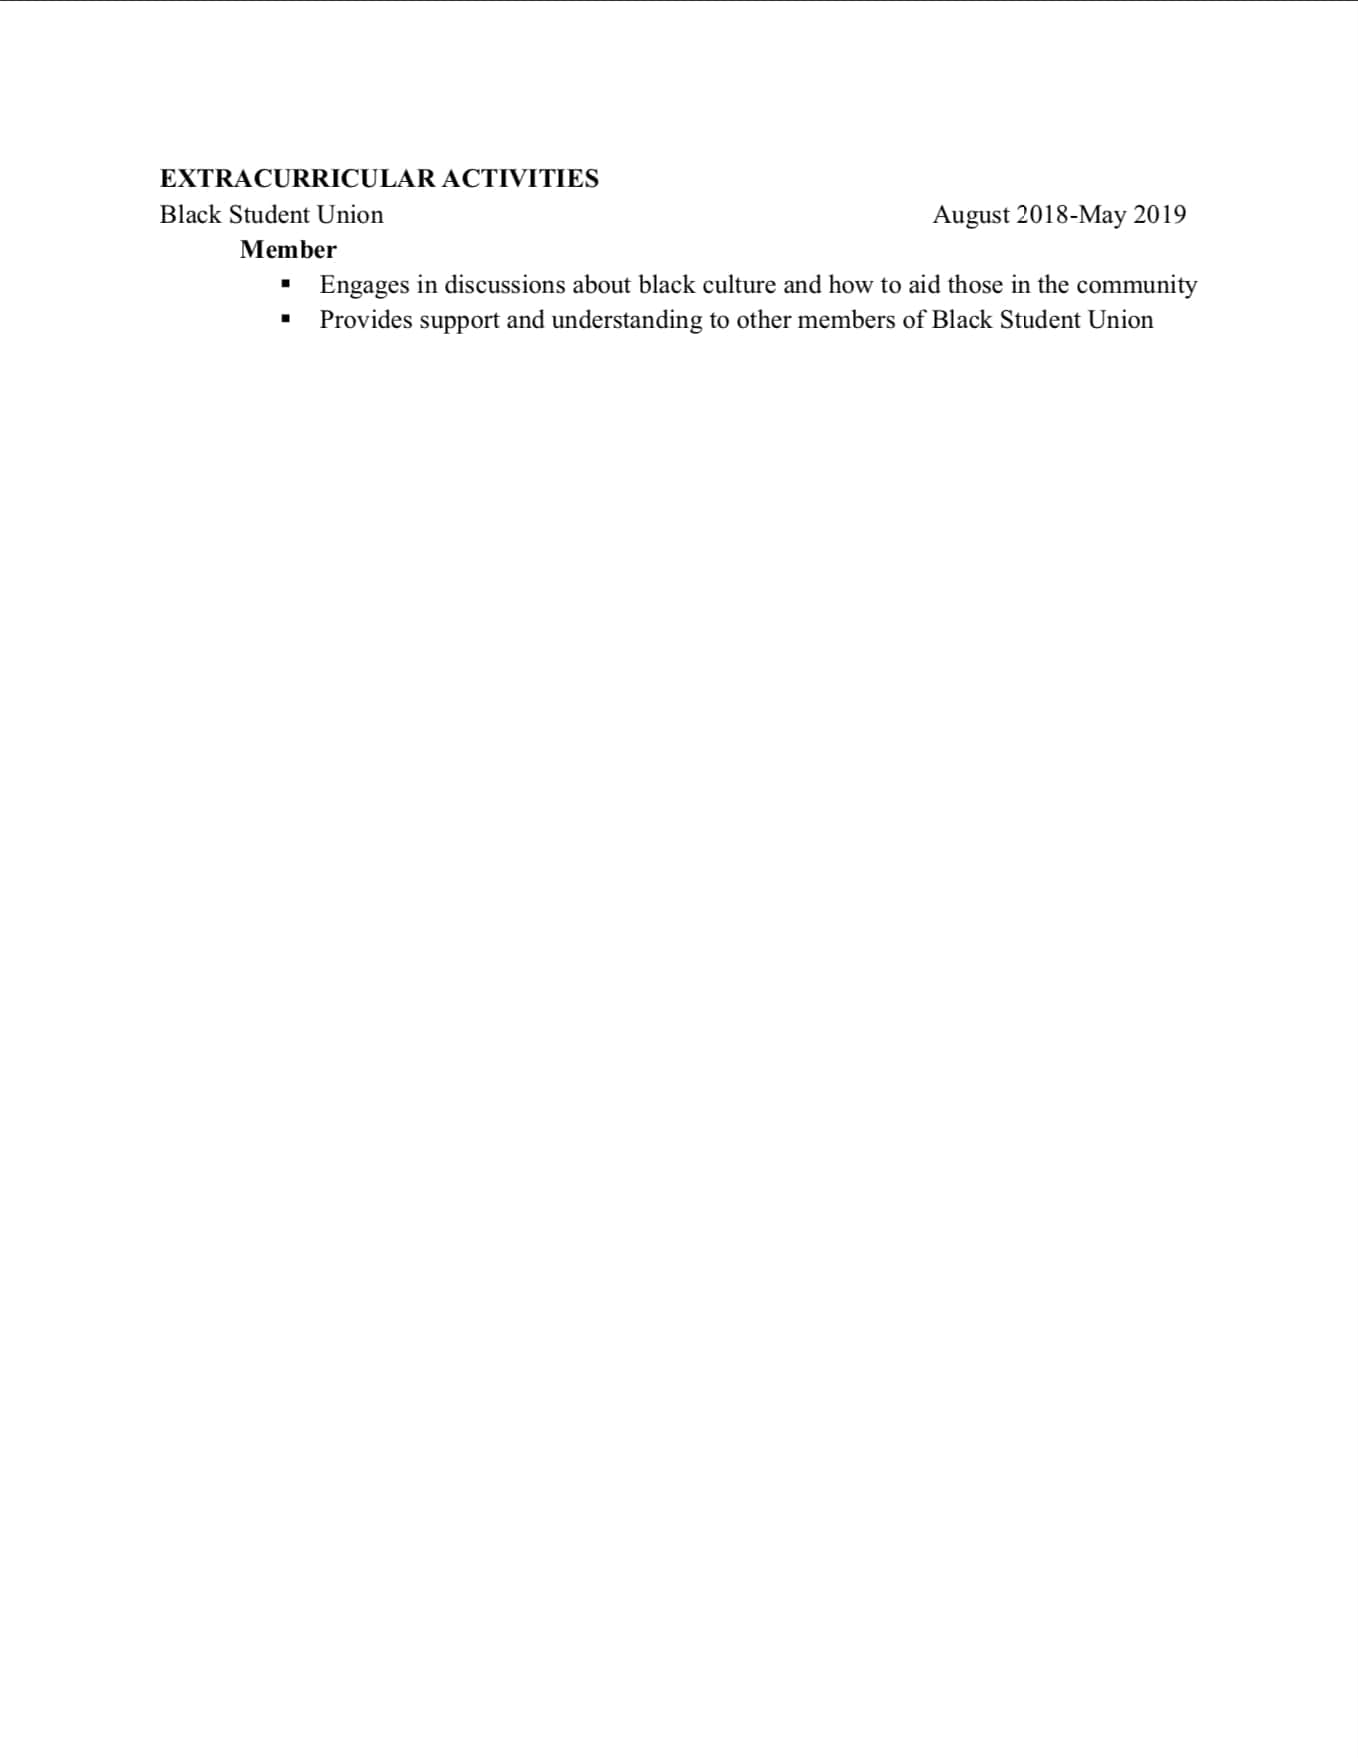 EXTRACURRICULAR ACTIVITIES
Black Student Union August 2018-May 2019
Member
▪ Engages in discussions about black culture and how to aid those in the community
▪ Provides support and understanding to other members of Black Student Union